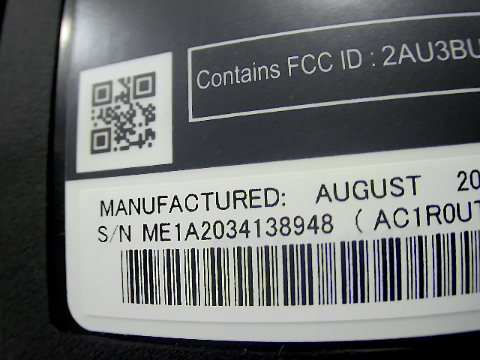 Contains FCC ID : 2AU3BU
MANUFACTURED: AUGUST 20
S/N ME1A2034138948 ( AC1R0UT